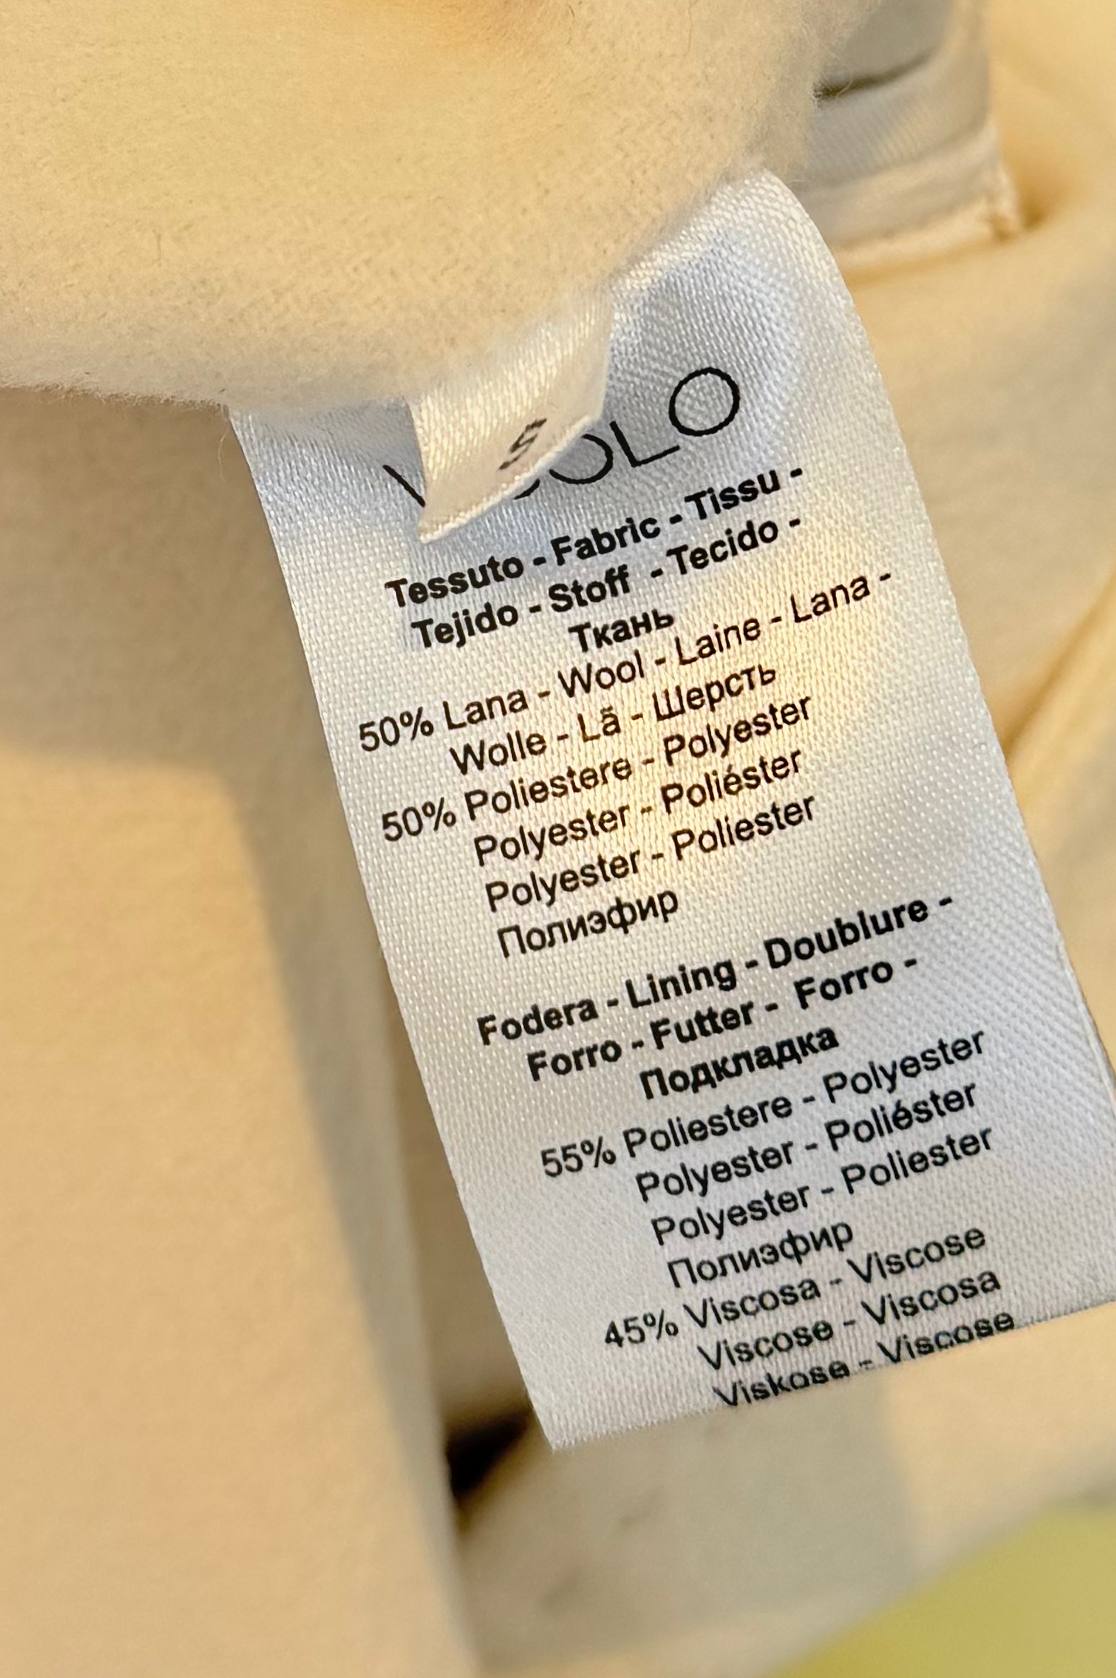 S
Tessuto - Fabric - Tissu -
Tejido - Stoff - Tecido -
Ткань
50% Lana - Wool - Laine - Lana -
Wolle - Lã - Шерсть
50% Poliestere - Polyester
Polyester - Poliéster
Polyester - Poliester
Полиэфир
Fodera - Lining - Doublure -
Forro - Futter - Forro -
Подкладка
55% Poliestere - Polyester
Polyester - Poliéster
Polyester - Poliester
Полиэфир
45% Viscosa - Viscose
Viscose - Viscosa
Viskose - Viscose